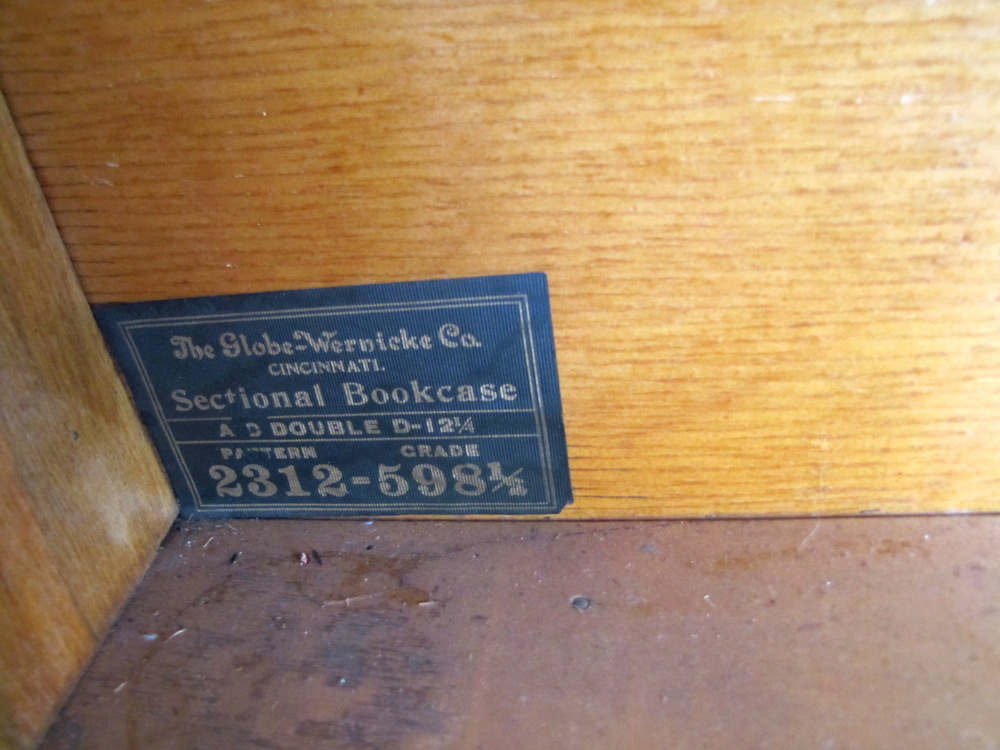 The Globe-Wernicke Co.
CINCINNATI.
Sectional Bookcase
DOUBLE D-12¼
PATTERN GRADE
2312-598½